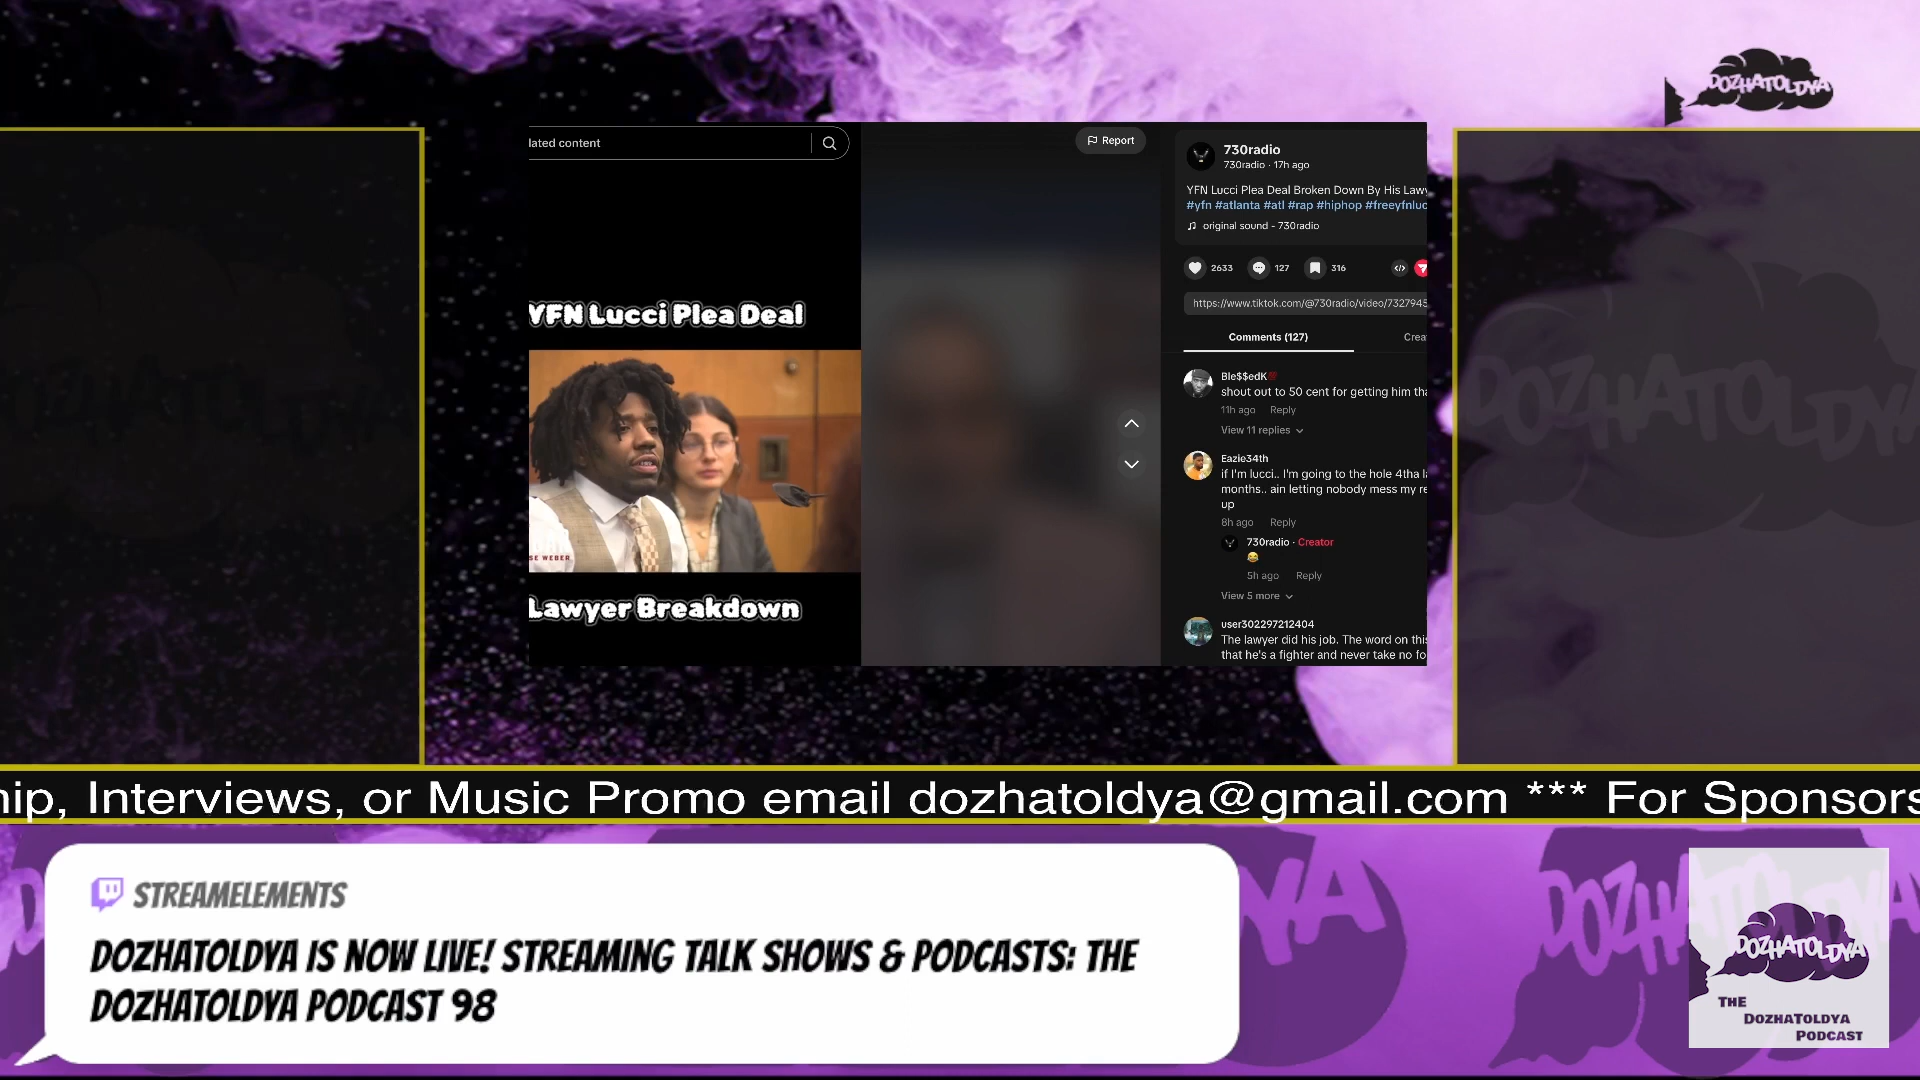 DOZHATOLDYA
lated content
Report
YFN Lucci Plea Deal
SE WEBER
Lawyer Breakdown
730radio
730radio · 17h ago
YFN Lucci Plea Deal Broken Down By His Lawy
#yfn #atlanta #atl #rap #hiphop #freeyfnluc
original sound - 730radio
2633 127 316
https://www.tiktok.com/@730radio/video/7327945
Comments (127) Crea
Ble$$edK
shout out to 50 cent for getting him tha
11h ago Reply
View 11 replies
Eazie34th
if I'm lucci.. I'm going to the hole 4tha l
months.. ain letting nobody mess my re
up
8h ago Reply
730radio · Creator
😂
5h ago Reply
View 5 more
user302297212404
The lawyer did his job. The word on this
that he's a fighter and never take no fo
DOZHATOLDYA
hip, Interviews, or Music Promo email dozhatoldya@gmail.com *** For Sponsors
STREAMELEMENTS
DOZHATOLDYA IS NOW LIVE! STREAMING TALK SHOWS & PODCASTS: THE
DOZHATOLDYA PODCAST 98
DOZHATOLDYA
THE
DOZHATOLDYA
PODCAST